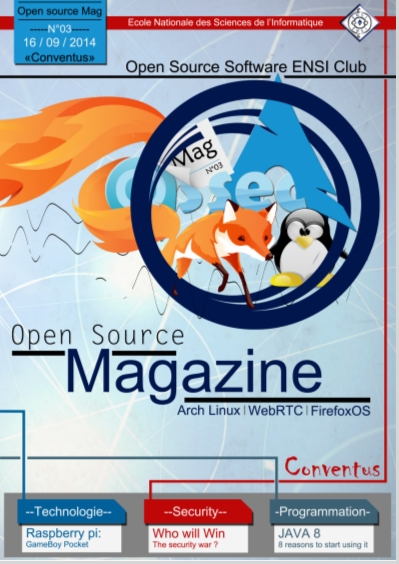 Open source Mag
-----N°03-----
16 / 09 / 2014
«Conventus»
Ecole Nationale des Sciences de l'Informatique
Open Source Software ENSI Club
Mag
N°03
Ossec
Open Source
Magazine
Arch Linux | WebRTC | FirefoxOS
Conventus
--Technologie--
Raspberry pi:
GameBoy Pocket
--Security--
Who will Win
The security war ?
-Programmation-
JAVA 8
8 reasons to start using it